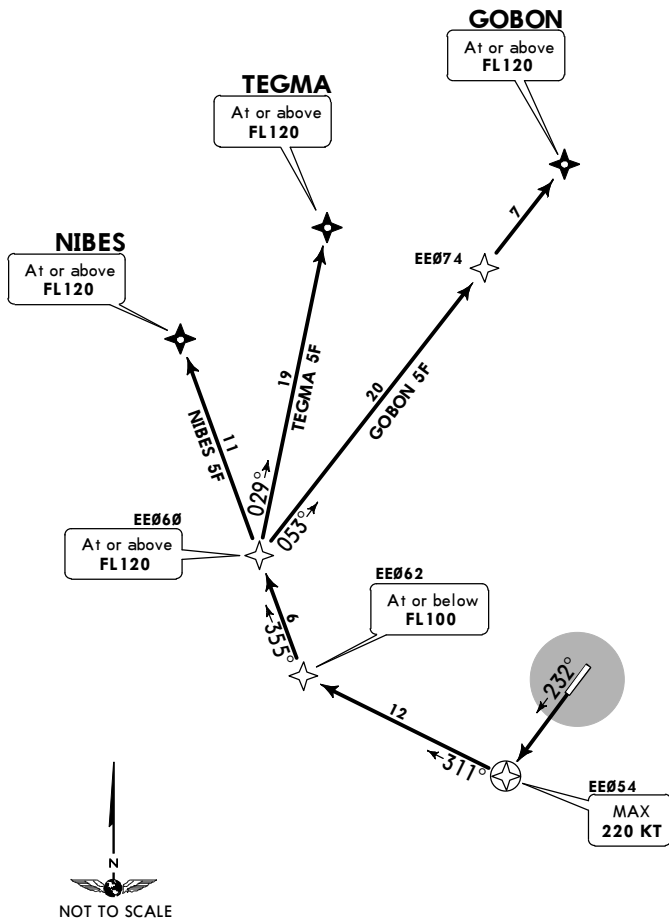 GOBON
At or above
FL120
TEGMA
At or above
FL120
NIBES
At or above
FL120
EEØ74
7
20
GOBON 5F
19
TEGMA 5F
11
NIBES 5F
029°
053°
EEØ6Ø
At or above
FL120
EEØ62
At or below
FL100
6
355°
232°
12
311°
EEØ54
MAX
220 KT
N
NOT TO SCALE